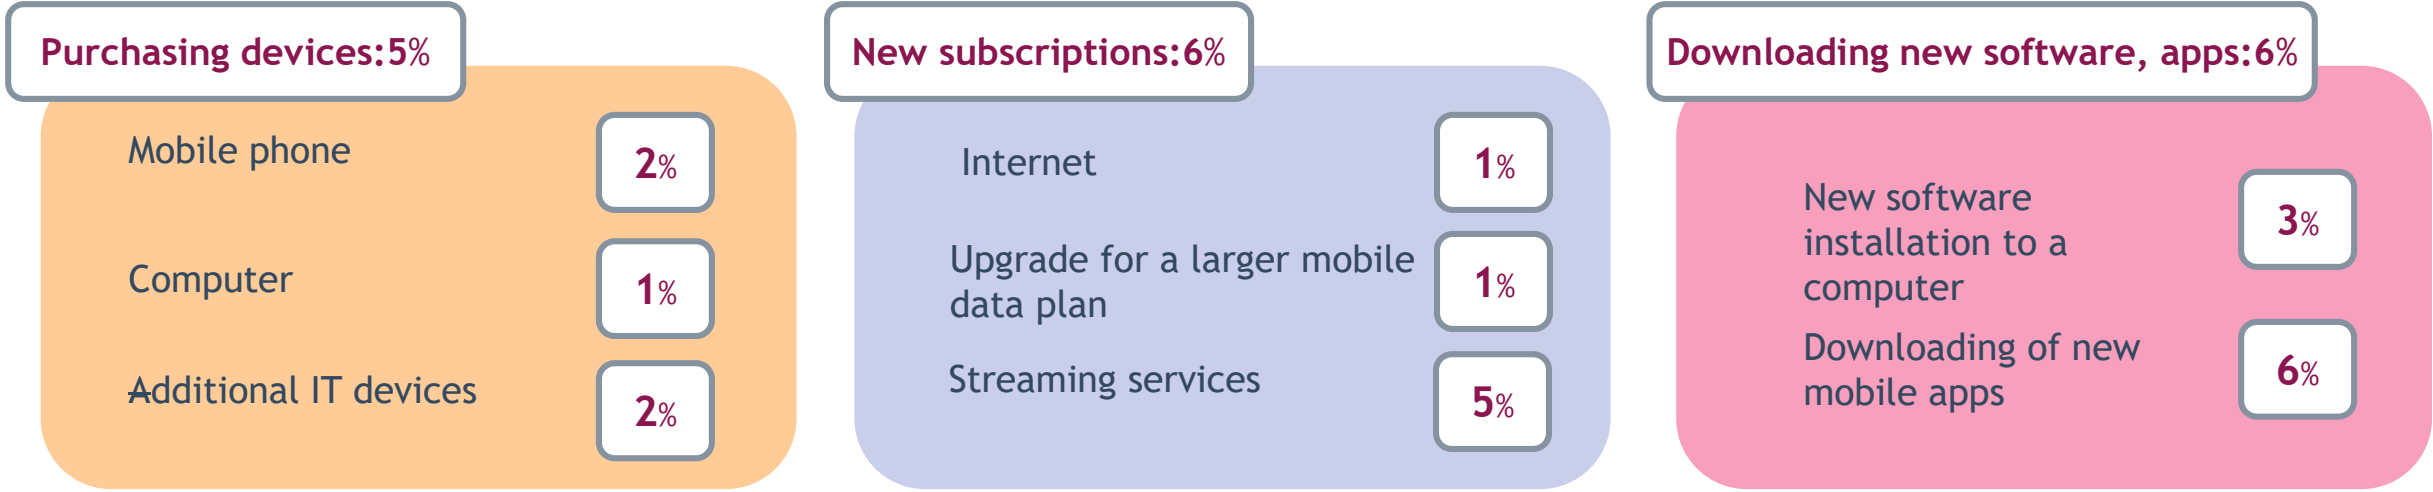 Purchasing devices:5%
Mobile phone
2%
Computer
1%
Additional IT devices
2%
New subscriptions:6%
Internet
1%
Upgrade for a larger mobile
data plan
1%
Streaming services
5%
Downloading new software, apps:6%
New software
installation to a
computer
3%
Downloading of new
mobile apps
6%